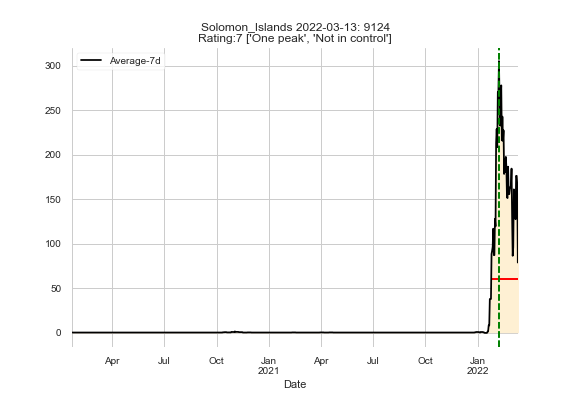 Solomon_Islands 2022-03-13: 9124
Rating:7 ['One peak', 'Not in control']
Average-7d
300
250
200
150
100
50
0
Apr Jul Oct Jan Apr Jul Oct Jan
2021 2022
Date